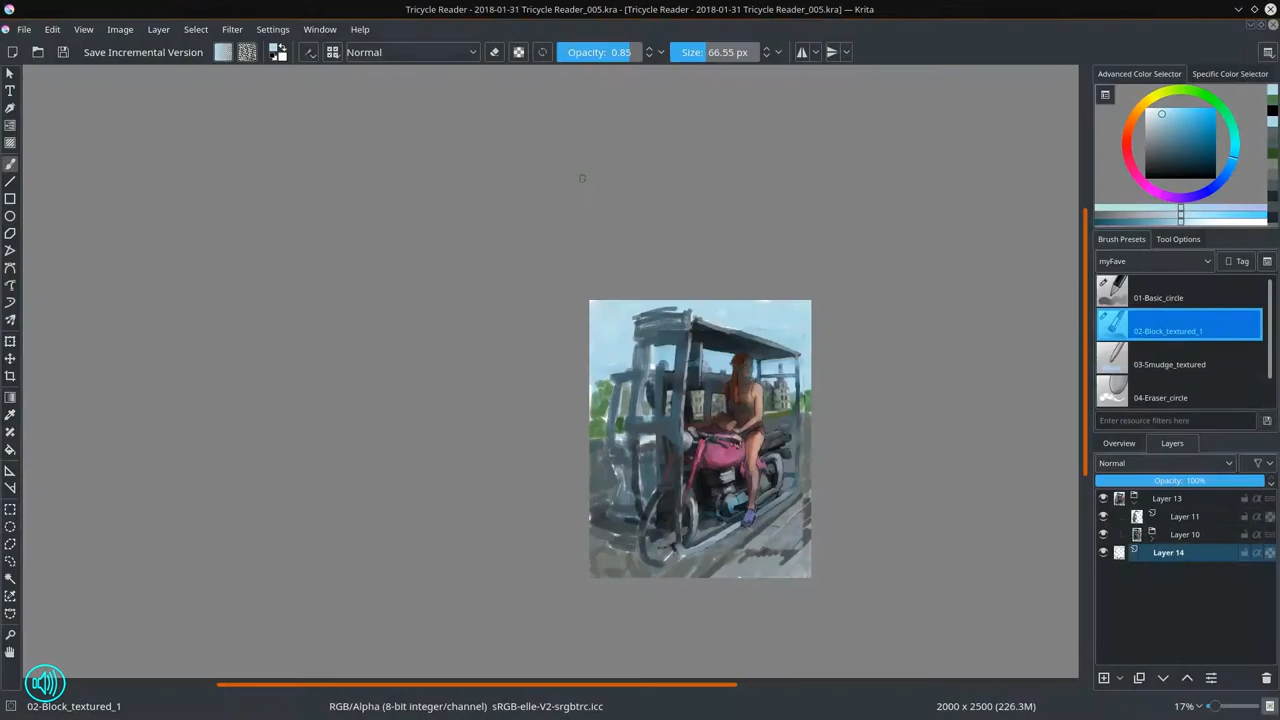 Tricycle Reader - 2018-01-31 Tricycle Reader_005.kra - [Tricycle Reader - 2018-01-31 Tricycle Reader_005.kra] — Krita
File Edit View Image Layer Select Filter Settings Window Help
Save Incremental Version Normal Opacity: 0.85 Size: 66.55 px
Advanced Color Selector Specific Color Selector
Brush Presets Tool Options
myFave Tag
01-Basic_circle
02-Block_textured_1
03-Smudge_textured
04-Eraser_circle
Enter resource filters here
Overview Layers
Normal
Opacity: 100%
Layer 13
Layer 11
Layer 10
Layer 14
02-Block_textured_1 RGB/Alpha (8-bit integer/channel) sRGB-elle-V2-srgbtrc.icc 2000 x 2500 (226.3M) 17%